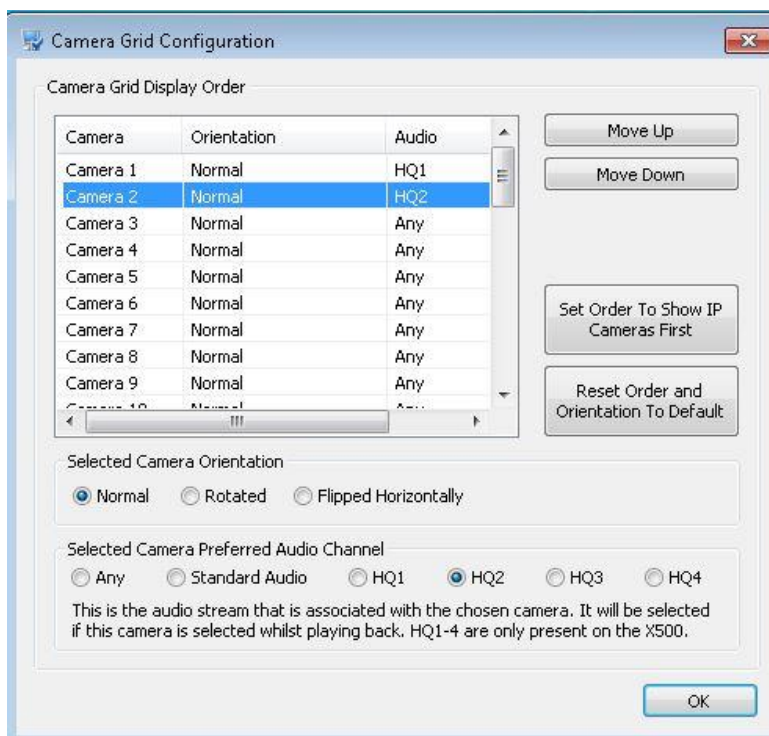 Camera Grid Configuration
Camera Grid Display Order
Camera Orientation Audio
Camera 1 Normal HQ1
Camera 2 Normal HQ2
Camera 3 Normal Any
Camera 4 Normal Any
Camera 5 Normal Any
Camera 6 Normal Any
Camera 7 Normal Any
Camera 8 Normal Any
Camera 9 Normal Any
Camera 10 Normal Any
Move Up
Move Down
Set Order To Show IP
Cameras First
Reset Order and
Orientation To Default
Selected Camera Orientation
Normal Rotated Flipped Horizontally
Selected Camera Preferred Audio Channel
Any Standard Audio HQ1 HQ2 HQ3 HQ4
This is the audio stream that is associated with the chosen camera. It will be selected
if this camera is selected whilst playing back. HQ1-4 are only present on the X500.
OK